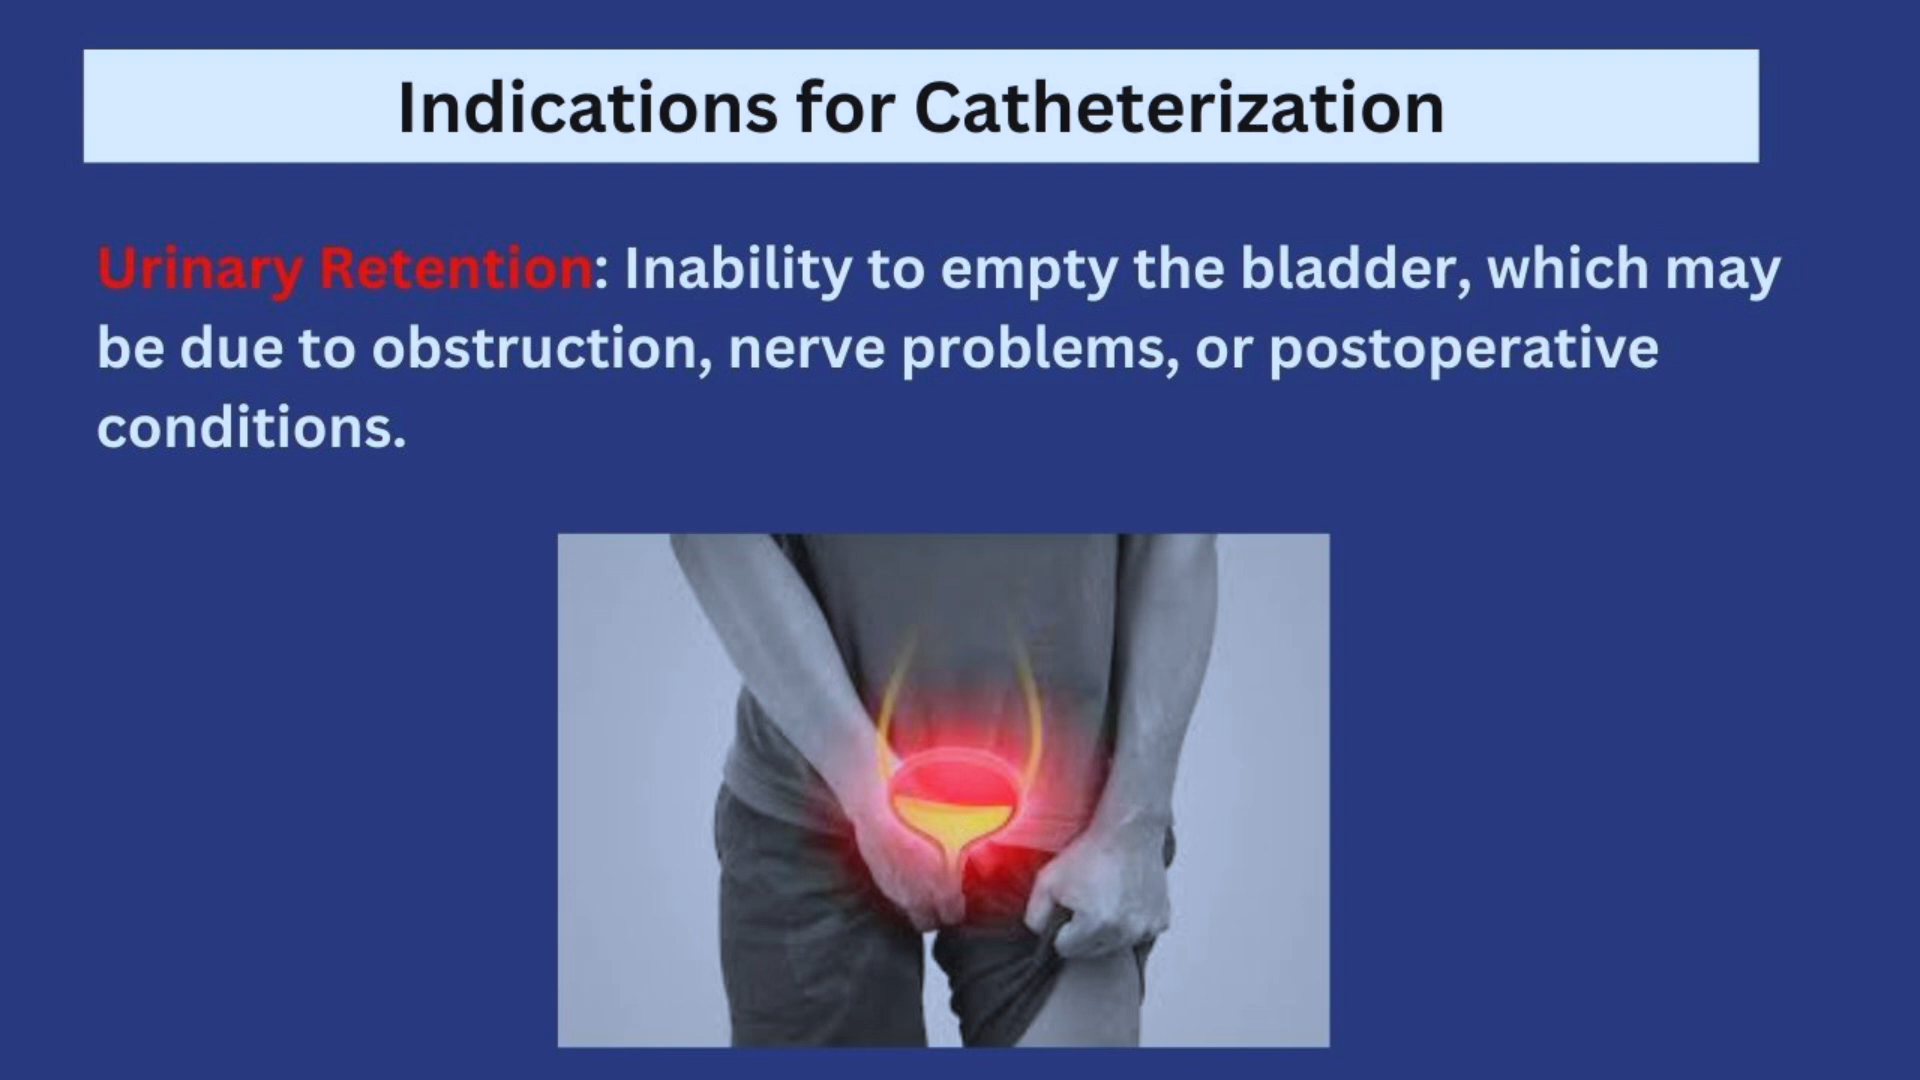 Indications for Catheterization
Urinary Retention: Inability to empty the bladder, which may
be due to obstruction, nerve problems, or postoperative
conditions.